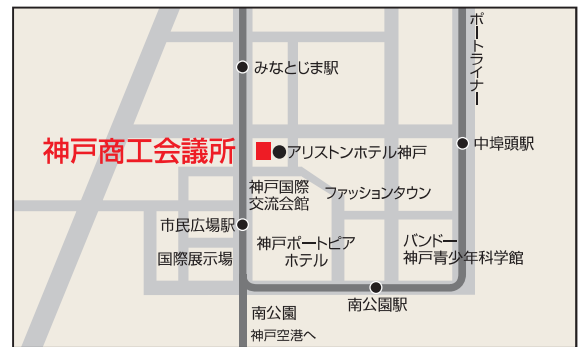 ポートライナー
みなとじま駅
神戸商工会議所
アリストンホテル神戸
中埠頭駅
神戸国際
交流会館
ファッションタウン
市民広場駅
国際展示場
神戸ポートピア
ホテル
バンドー
神戸青少年科学館
南公園駅
南公園
神戸空港へ